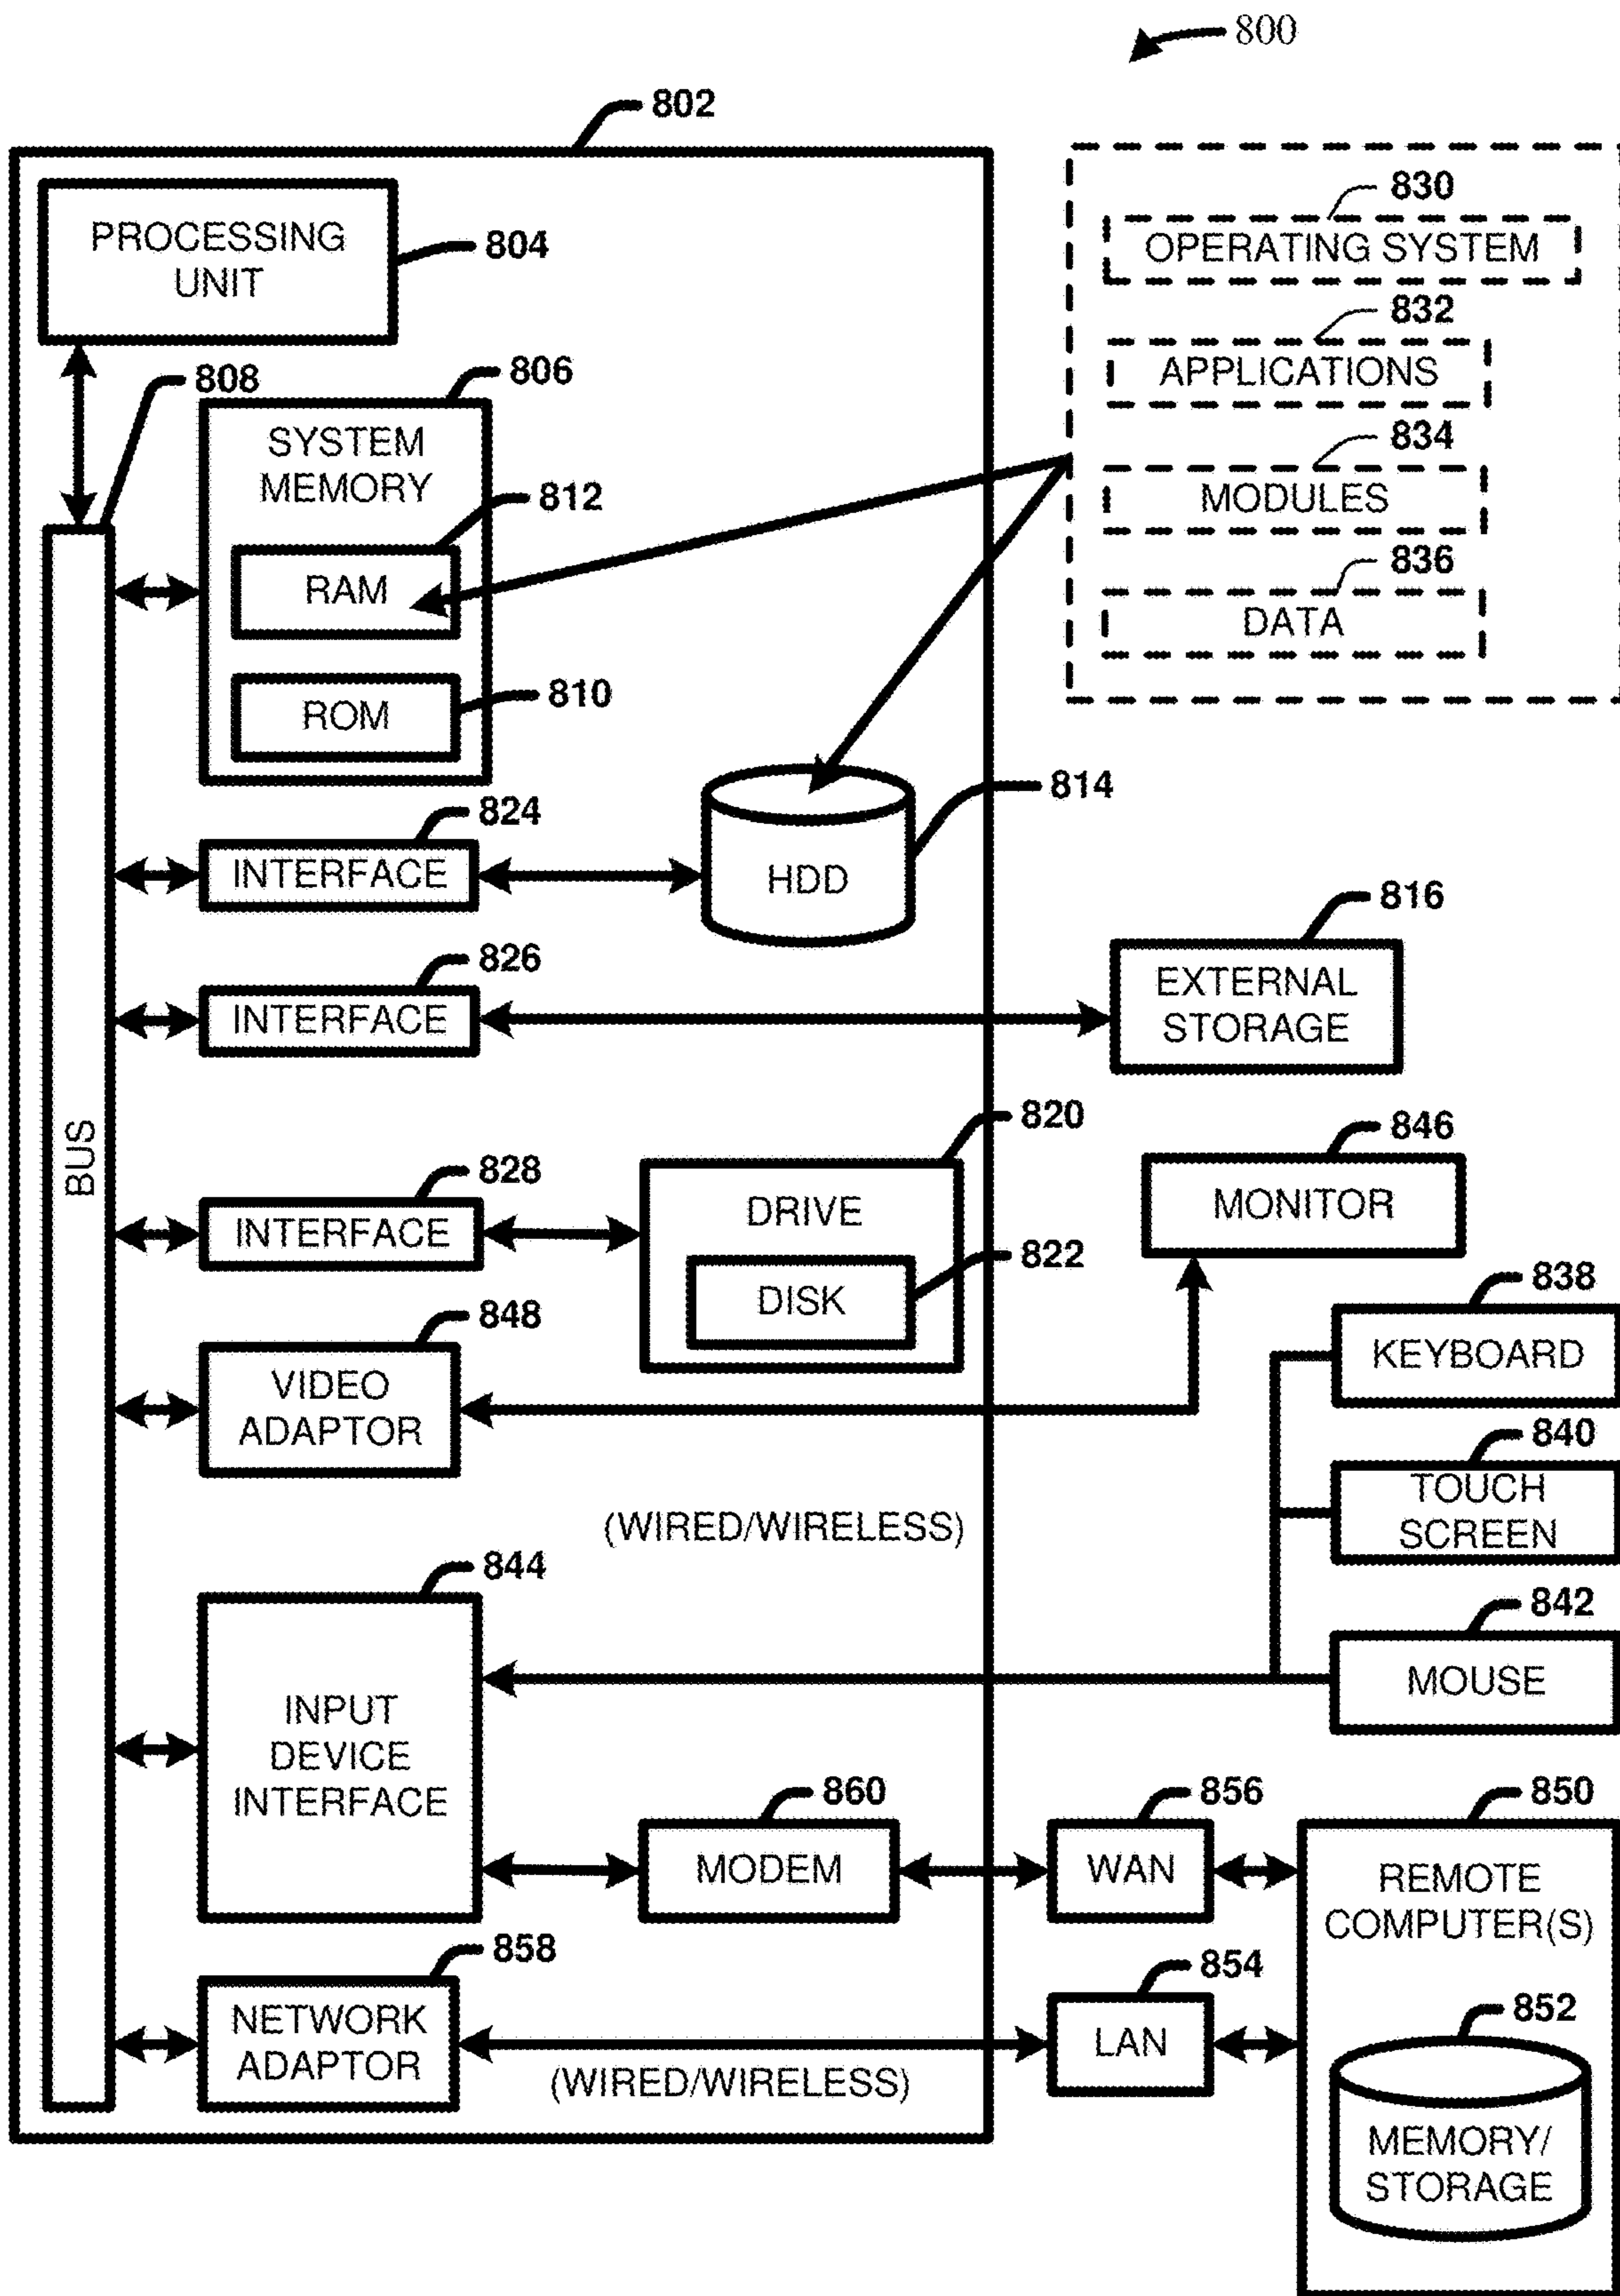 800
802
PROCESSING
UNIT
804
830
OPERATING SYSTEM
832
APPLICATIONS
834
MODULES
836
DATA
808
806
SYSTEM
MEMORY
812
RAM
810
ROM
824
INTERFACE
814
HDD
826
INTERFACE
816
EXTERNAL
STORAGE
BUS
828
INTERFACE
820
DRIVE
822
DISK
846
MONITOR
848
VIDEO
ADAPTOR
838
KEYBOARD
840
TOUCH
SCREEN
(WIRED/WIRELESS)
844
INPUT
DEVICE
INTERFACE
842
MOUSE
860
MODEM
856
WAN
850
REMOTE
COMPUTER(S)
858
NETWORK
ADAPTOR
(WIRED/WIRELESS)
854
LAN
852
MEMORY/
STORAGE